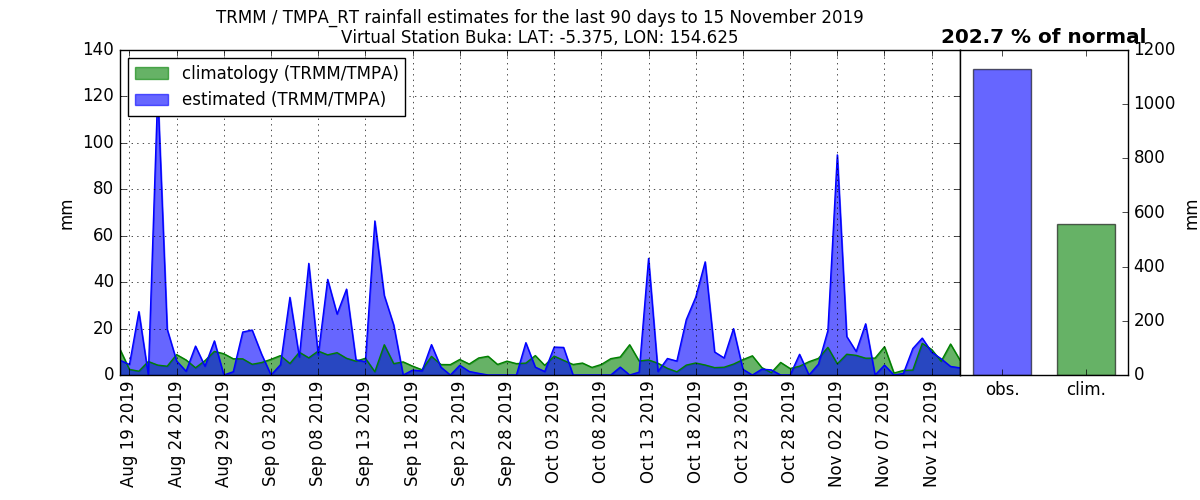 TRMM / TMPA_RT rainfall estimates for the last 90 days to 15 November 2019
Virtual Station Buka: LAT: -5.375, LON: 154.625
202.7 % of normal
climatology (TRMM/TMPA)
estimated (TRMM/TMPA)
mm
140
120
100
80
60
40
20
0
Aug 19 2019
Aug 24 2019
Aug 29 2019
Sep 03 2019
Sep 08 2019
Sep 13 2019
Sep 18 2019
Sep 23 2019
Sep 28 2019
Oct 03 2019
Oct 08 2019
Oct 13 2019
Oct 18 2019
Oct 23 2019
Oct 28 2019
Nov 02 2019
Nov 07 2019
Nov 12 2019
obs.
clim.
1200
1000
800
600
400
200
0
mm